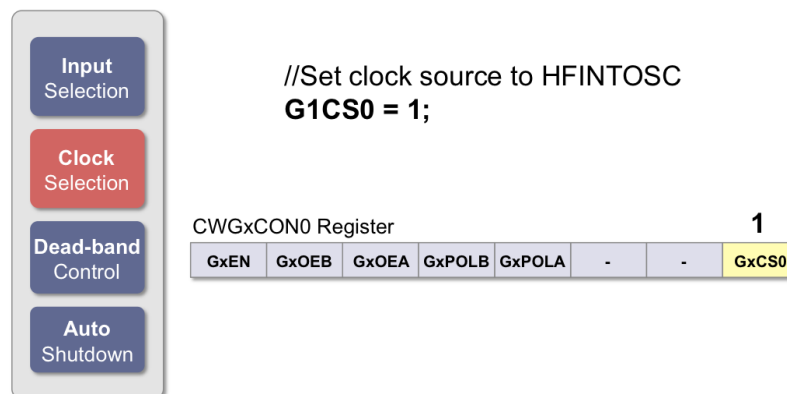 Input
Selection
Clock
Selection
Dead-band
Control
Auto
Shutdown
//Set clock source to HFINTOSC
G1CS0 = 1;
CWGxCON0 Register
1
GxEN GxOEB GxOEA GxPOLB GxPOLA - - GxCS0